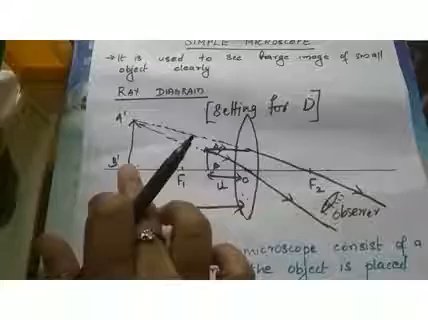 SIMPLE MICROSCOPE
→ It is used to see large image of small
object clearly
RAY DIAGRAM
[Setting for D]
A'
A
B'
B
O
F₁
u
F₂
observer
microscope consist of a
the object is placed